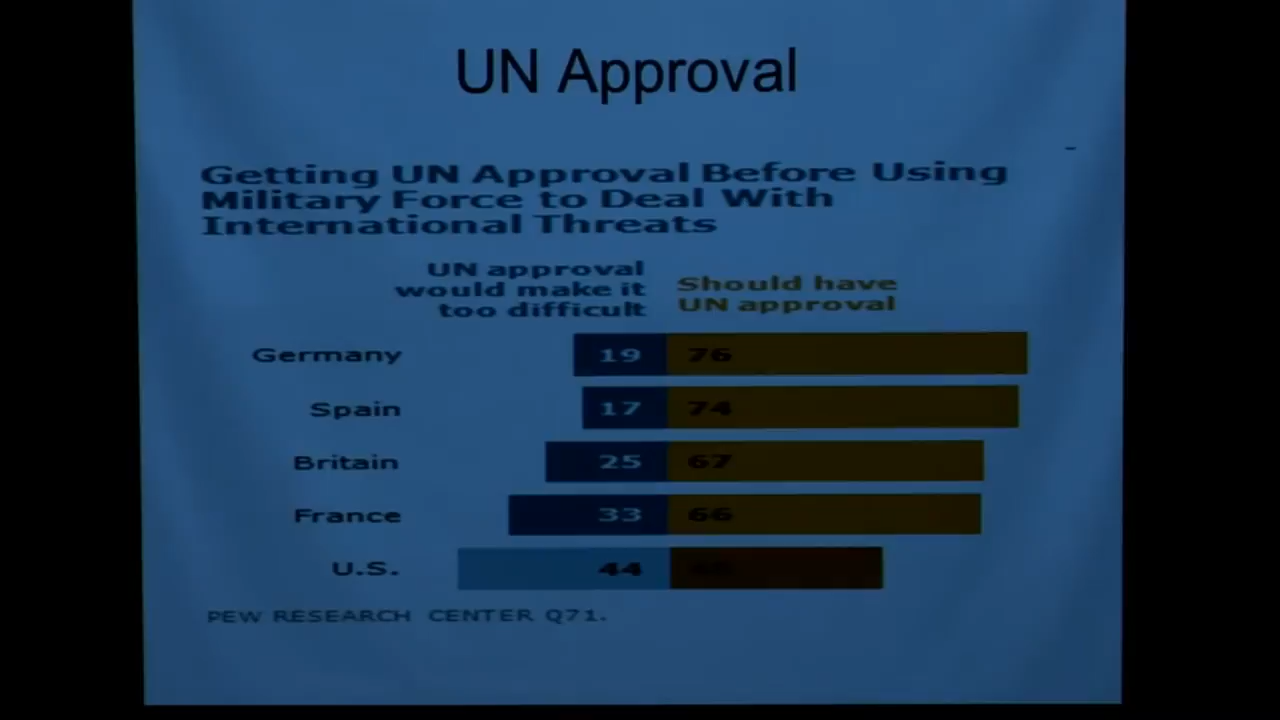 UN Approval
Getting UN Approval Before Using
Military Force to Deal With
International Threats
UN approval
would make it
too difficult
Should have
UN approval
Germany 19 76
Spain 17 74
Britain 25 67
France 33 66
U.S. 44
PEW RESEARCH CENTER Q71.